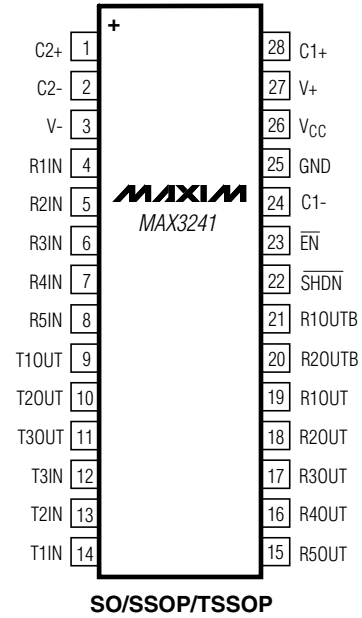 +
C2+ 1 28 C1+
C2- 2 27 V+
V- 3 26 VCC
R1IN 4 25 GND
R2IN 5 MAXIM 24 C1-
MAX3241
R3IN 6 23 EN
R4IN 7 22 SHDN
R5IN 8 21 R1OUTB
T1OUT 9 20 R2OUTB
T2OUT 10 19 R1OUT
T3OUT 11 18 R2OUT
T3IN 12 17 R3OUT
T2IN 13 16 R4OUT
T1IN 14 15 R5OUT
SO/SSOP/TSSOP